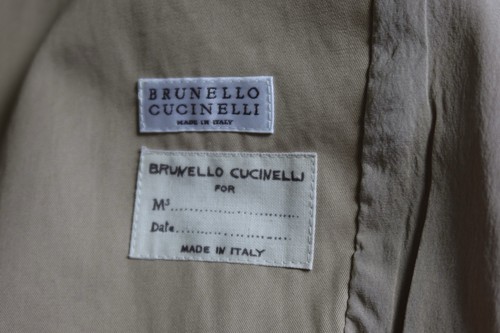 BRUNELLO
CUCINELLI
MADE IN ITALY
BRUNELLO CUCINELLI
FOR
Ms........................
Date........................
MADE IN ITALY